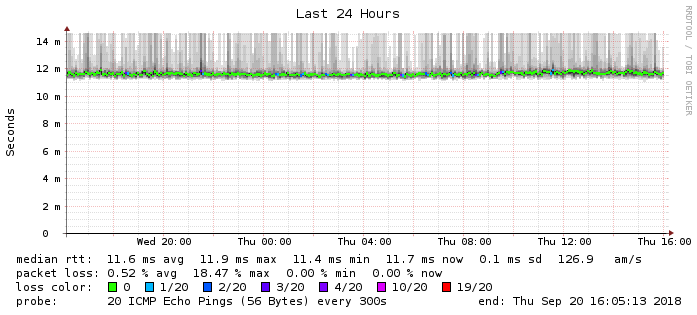 Last 24 Hours
RRDTOOL / TOBI OETIKER
Seconds
14 m
12 m
10 m
8 m
6 m
4 m
2 m
0
Wed 20:00 Thu 00:00 Thu 04:00 Thu 08:00 Thu 12:00 Thu 16:00
median rtt: 11.6 ms avg 11.9 ms max 11.4 ms min 11.7 ms now 0.1 ms sd 126.9 am/s
packet loss: 0.52 % avg 18.47 % max 0.00 % min 0.00 % now
loss color: 0 1/20 2/20 3/20 4/20 10/20 19/20
probe: 20 ICMP Echo Pings (56 Bytes) every 300s end: Thu Sep 20 16:05:13 2018